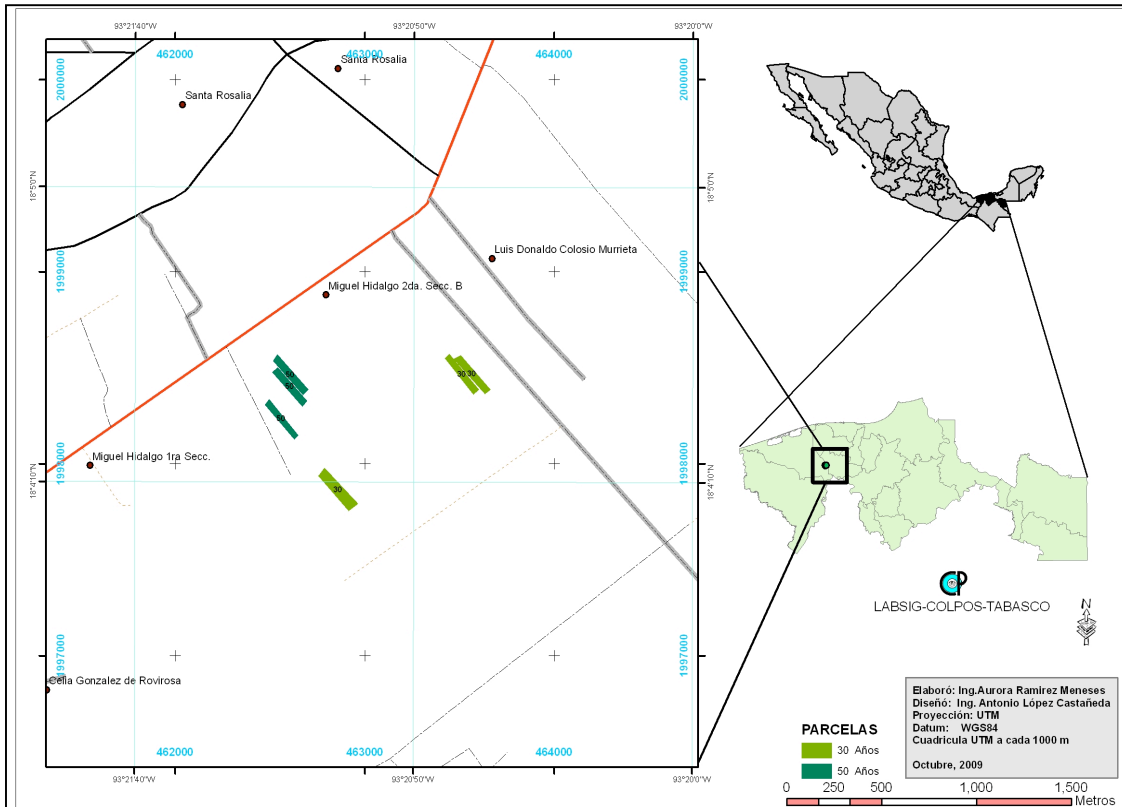 93°21'40"W
93°20'50"W
93°20'0"W
462000
463000
464000
2000000
2000000
Santa Rosalia
Santa Rosalia
18°5'0"N
18°5'0"N
Luis Donaldo Colosio Murrieta
1999000
1999000
Miguel Hidalgo 2da. Secc. B
50
50
50
30
30
Miguel Hidalgo 1ra Secc.
1998000
1998000
18°4'10"N
18°4'10"N
30
1997000
1997000
Celia Gonzalez de Rovirosa
462000
463000
464000
93°21'40"W
93°20'50"W
93°20'0"W
CP
LABSIG-COLPOS-TABASCO
N
PARCELAS
30 Años
50 Años
Elaboró: Ing.Aurora Ramirez Meneses
Diseñó: Ing. Antonio López Castañeda
Proyección: UTM
Datum: WGS84
Cuadricula UTM a cada 1000 m
Octubre, 2009
0 250 500 1,000 1,500
Metros